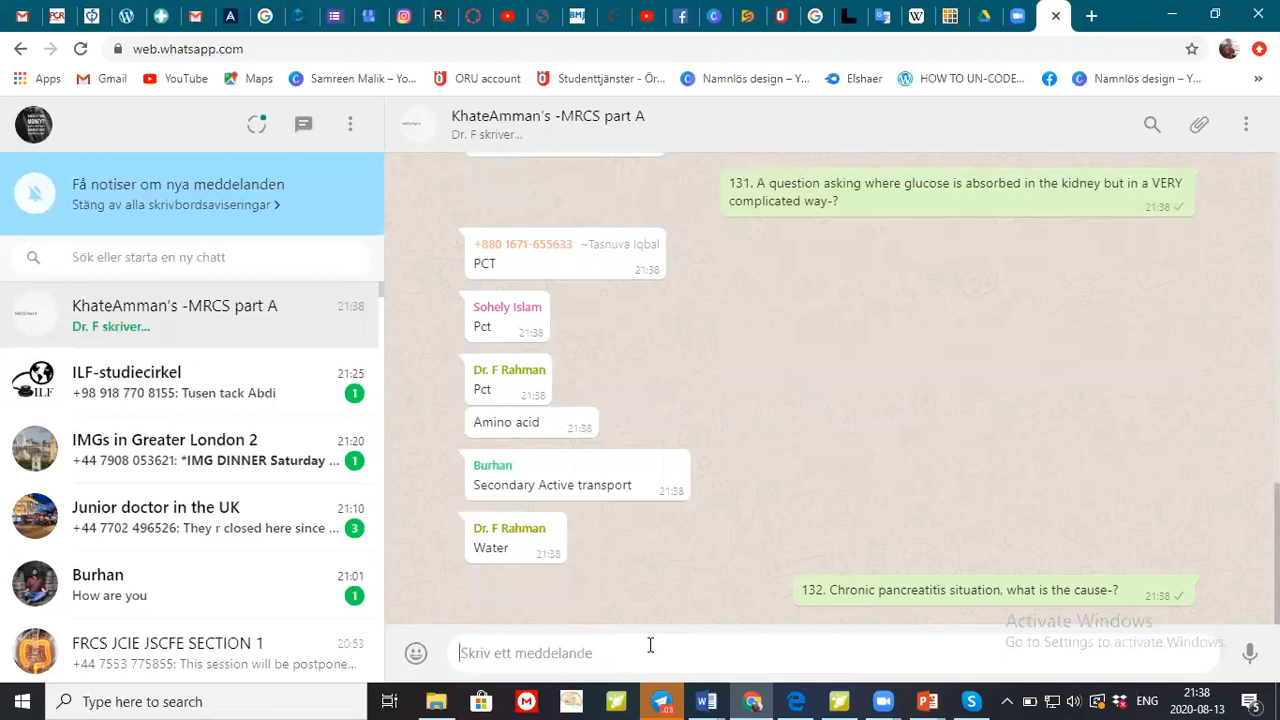 web.whatsapp.com
Apps
Gmail
YouTube
Maps
Samreen Malik – Yo...
ORU account
Studenttjänster - Ör...
Namnlös design – Y...
Elshaer
HOW TO UN-CODE...
Namnlös design – Y...
»
KhateAmman's -MRCS part A
Dr. F skriver...
Få notiser om nya meddelanden
Stäng av alla skrivbordsaviseringar >
Sök eller starta en ny chatt
KhateAmman's -MRCS part A 21:38
Dr. F skriver...
ILF-studiecirkel 21:25
+98 918 770 8155: Tusen tack Abdi 1
IMGs in Greater London 2 21:20
+44 7908 053621: *IMG DINNER Saturday ... 1
Junior doctor in the UK 21:10
+44 7702 496526: They r closed here since ... 3
Burhan 21:01
How are you 1
FRCS JCIE JSCFE SECTION 1 20:53
+44 7553 775855: This session will be postpone...
131. A question asking where glucose is absorbed in the kidney but in a VERY
complicated way-?
21:38
+880 1671-655633 ~Tasnuva Iqbal
PCT 21:38
Sohely Islam
Pct 21:38
Dr. F Rahman
Pct 21:38
Amino acid 21:38
Burhan
Secondary Active transport 21:38
Dr. F Rahman
Water 21:38
132. Chronic pancreatitis situation, what is the cause-? 21:38
Activate Windows
Go to Settings to activate Windows.
Skriv ett meddelande
Type here to search
ENG
21:38
2020-08-13
5